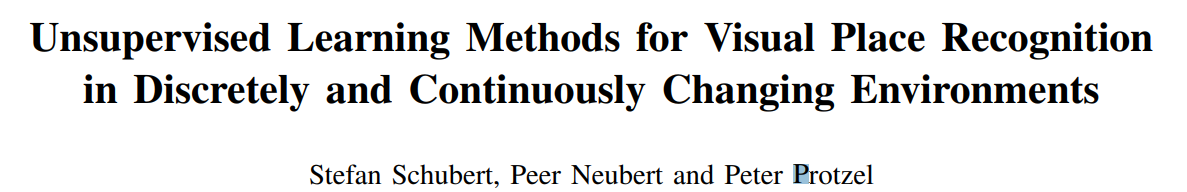 Unsupervised Learning Methods for Visual Place Recognition
in Discretely and Continuously Changing Environments
Stefan Schubert, Peer Neubert and Peter Protzel